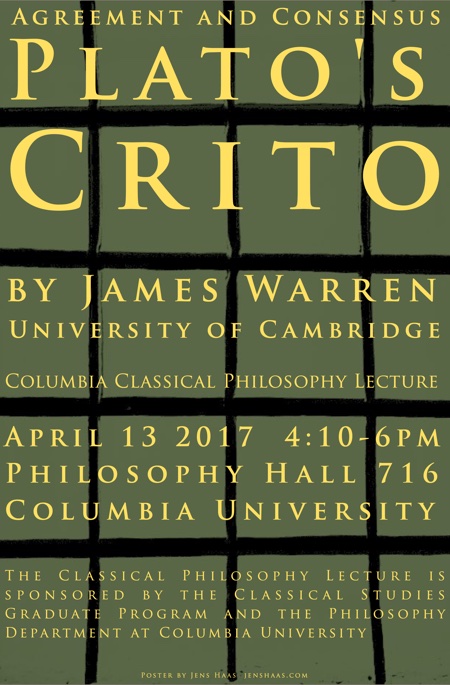 Agreement and Consensus
Plato's
Crito
by James Warren
University of Cambridge
Columbia Classical Philosophy Lecture
April 13 2017 4:10-6pm
Philosophy Hall 716
Columbia University
The Classical Philosophy Lecture is
sponsored by the Classical Studies
Graduate Program and the Philosophy
Department at Columbia University
Poster by Jens Haas jenshaas.com